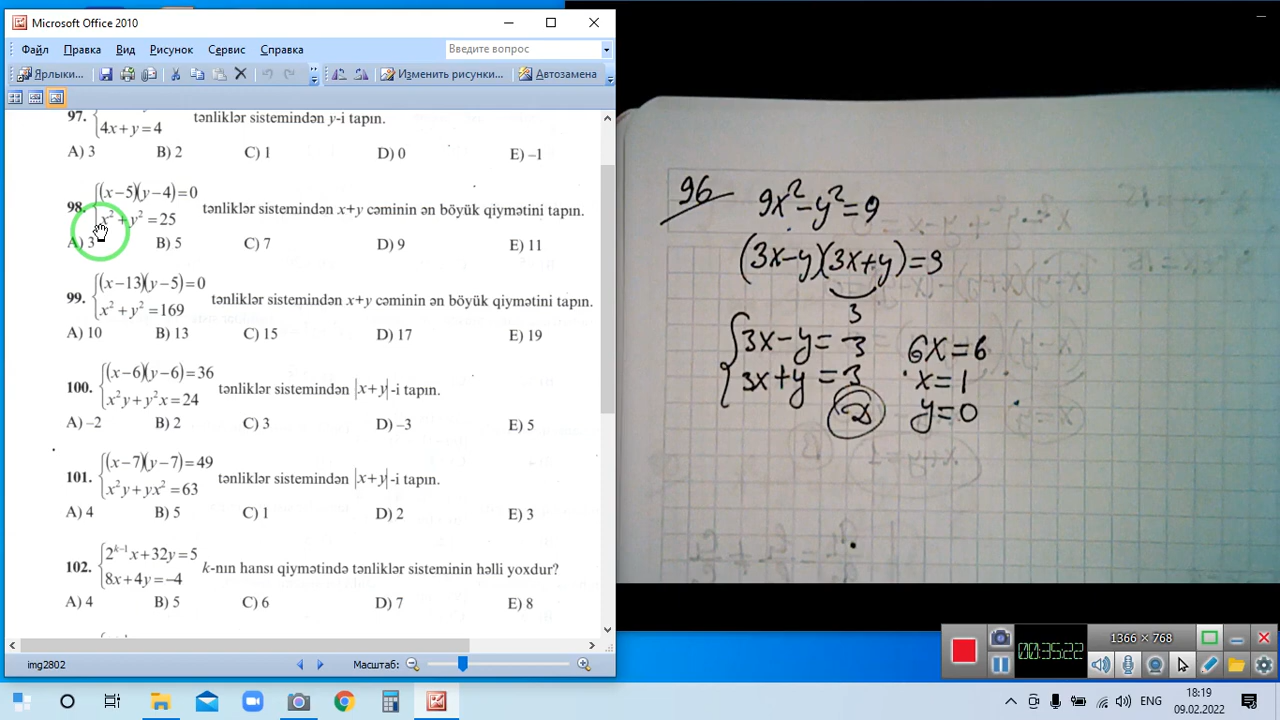 Microsoft Office 2010
Файл Правка Вид Рисунок Сервис Справка Введите вопрос
Ярлыки... Изменить рисунки... Автозамена
97. 4x+y=4 tənliklər sistemindən y-i tapın.
A) 3 B) 2 C) 1 D) 0 E) –1
(x–5)(y–4)=0
98. tənliklər sistemindən x+y cəminin ən böyük qiymətini tapın.
x²+y²=25
A) 3 B) 5 C) 7 D) 9 E) 11
(x–13)(y–5)=0
99. tənliklər sistemindən x+y cəminin ən böyük qiymətini tapın.
x²+y²=169
A) 10 B) 13 C) 15 D) 17 E) 19
(x–6)(y–6)=36
100. tənliklər sistemindən |x+y|-i tapın.
x²y+y²x=24
A) –2 B) 2 C) 3 D) –3 E) 5
(x–7)(y–7)=49
101. tənliklər sistemindən |x+y|-i tapın.
x²y+yx²=63
A) 4 B) 5 C) 1 D) 2 E) 3
2^(k–1)x+32y=5
102. k-nın hansı qiymətində tənliklər sisteminin həlli yoxdur?
8x+4y=–4
A) 4 B) 5 C) 6 D) 7 E) 8
img2802 Масштаб:
96 9x²–y²=9
(3x–y)(3x+y)=9
3
3x–y=3 6x=6
3x+y=3 x=1
y=0
00:35:22 1366 × 768
ENG 18:19
09.02.2022